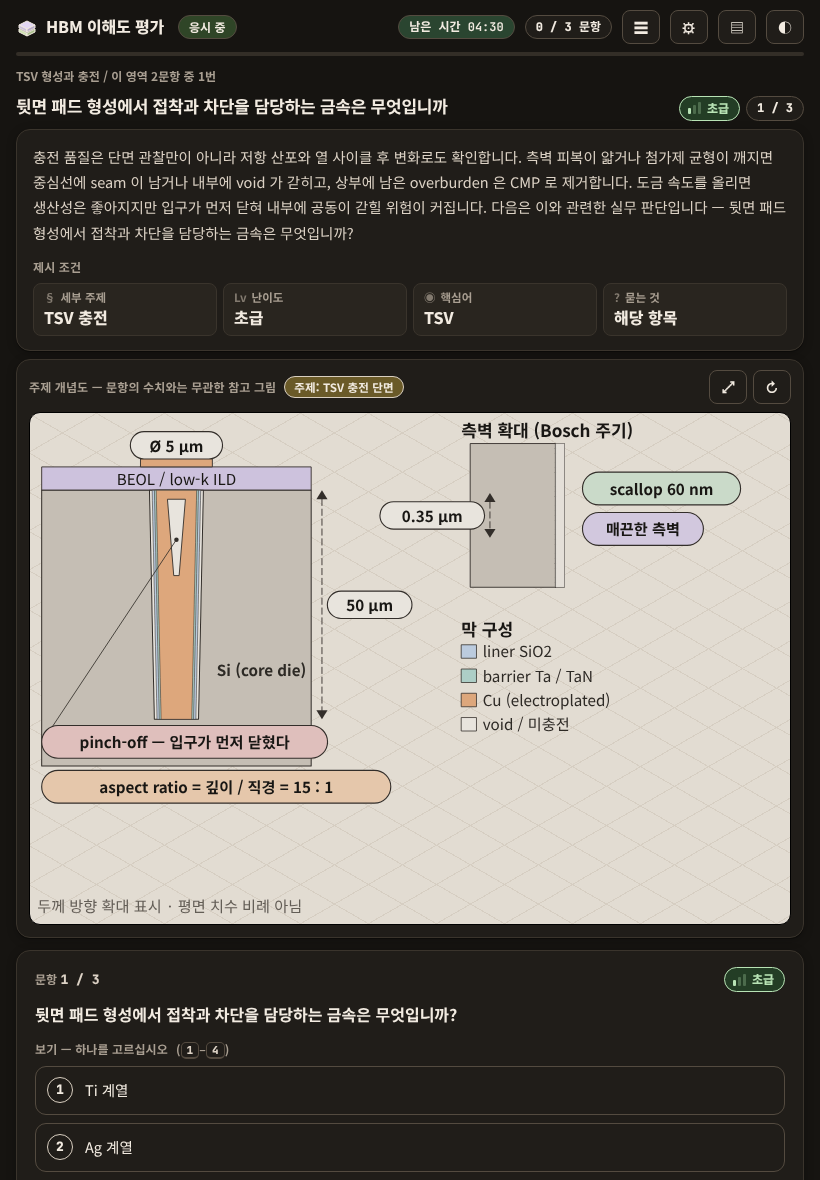 HBM 이해도 평가
응시 중
남은 시간 04:30
0 / 3 문항
TSV 형성과 충전 / 이 영역 2문항 중 1번
뒷면 패드 형성에서 접착과 차단을 담당하는 금속은 무엇입니까
초급
1 / 3
충전 품질은 단면 관찰만이 아니라 저항 산포와 열 사이클 후 변화로도 확인합니다. 측벽 피복이 얇거나 첨가제 균형이 깨지면
중심선에 seam 이 남거나 내부에 void 가 갇히고, 상부에 남은 overburden 은 CMP 로 제거합니다. 도금 속도를 올리면
생산성은 좋아지지만 입구가 먼저 닫혀 내부에 공동이 갇힐 위험이 커집니다. 다음은 이와 관련한 실무 판단입니다 — 뒷면 패드
형성에서 접착과 차단을 담당하는 금속은 무엇입니까?
제시 조건
§ 세부 주제
TSV 충전
Lv 난이도
초급
◉ 핵심어
TSV
? 묻는 것
해당 항목
주제 개념도 — 문항의 수치와는 무관한 참고 그림
주제: TSV 충전 단면
Ø 5 µm
BEOL / low-k ILD
50 µm
Si (core die)
pinch-off — 입구가 먼저 닫혔다
aspect ratio = 깊이 / 직경 = 15 : 1
측벽 확대 (Bosch 주기)
0.35 µm
scallop 60 nm
매끈한 측벽
막 구성
liner SiO2
barrier Ta / TaN
Cu (electroplated)
void / 미충전
두께 방향 확대 표시 · 평면 치수 비례 아님
문항 1 / 3
초급
뒷면 패드 형성에서 접착과 차단을 담당하는 금속은 무엇입니까?
보기 — 하나를 고르십시오 (1–4)
1 Ti 계열
2 Ag 계열